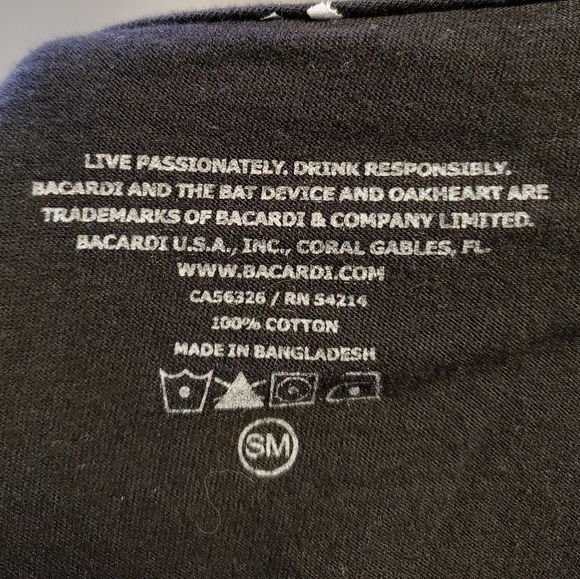 LIVE PASSIONATELY. DRINK RESPONSIBLY.
BACARDI AND THE BAT DEVICE AND OAKHEART ARE
TRADEMARKS OF BACARDI & COMPANY LIMITED.
BACARDI U.S.A., INC., CORAL GABLES, FL.
WWW.BACARDI.COM
CA56326 / RN 54214
100% COTTON
MADE IN BANGLADESH
SM